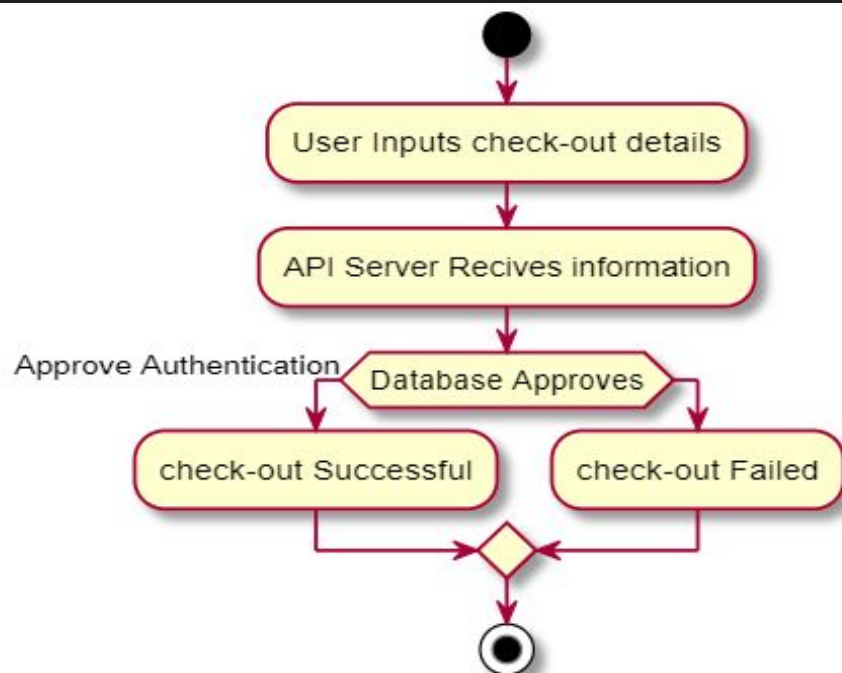 User Inputs check-out details
API Server Recives information
Approve Authentication
Database Approves
check-out Successful
check-out Failed